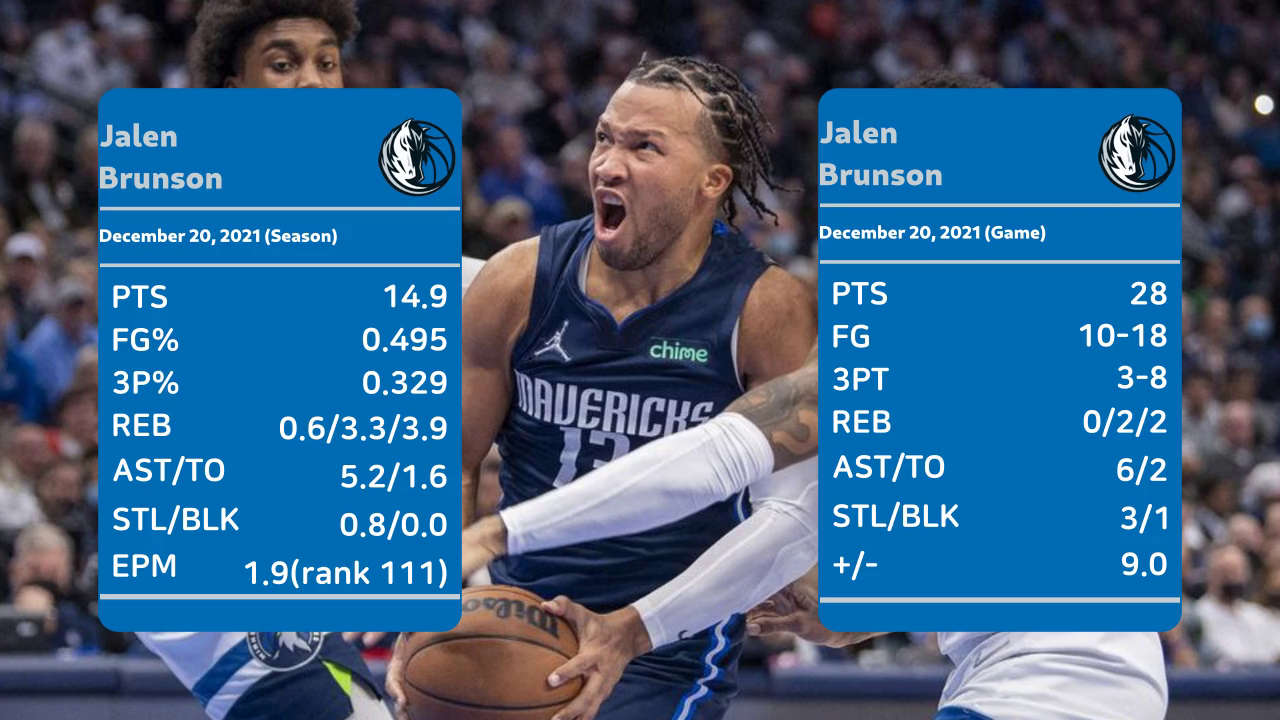 Jalen
Brunson
December 20, 2021 (Season)
PTS 14.9
FG% 0.495
3P% 0.329
REB 0.6/3.3/3.9
AST/TO 5.2/1.6
STL/BLK 0.8/0.0
EPM 1.9(rank 111)
chime
MAVERICKS
13
Wilson
Jalen
Brunson
December 20, 2021 (Game)
PTS 28
FG 10-18
3PT 3-8
REB 0/2/2
AST/TO 6/2
STL/BLK 3/1
+/- 9.0